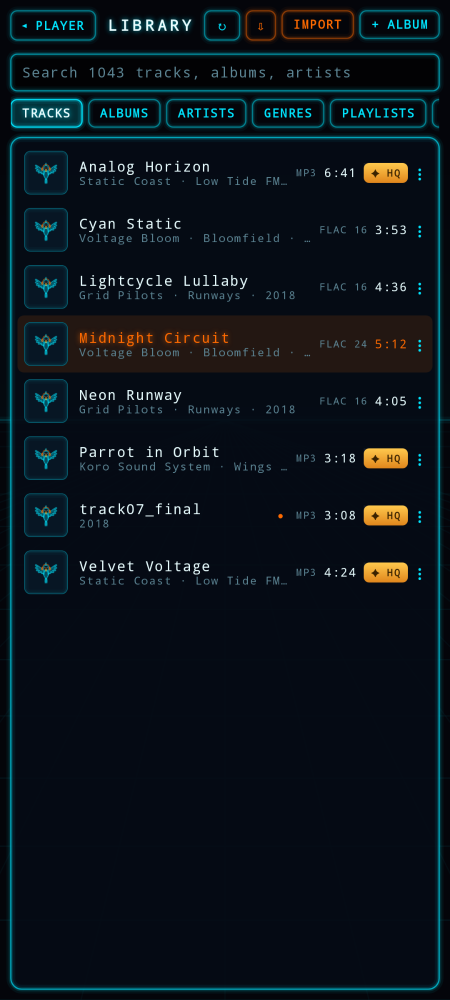 ◂ PLAYER LIBRARY ↻ ⇩ IMPORT + ALBUM
Search 1043 tracks, albums, artists
TRACKS ALBUMS ARTISTS GENRES PLAYLISTS
Analog Horizon MP3 6:41 ✦ HQ
Static Coast · Low Tide FM…
Cyan Static FLAC 16 3:53
Voltage Bloom · Bloomfield · …
Lightcycle Lullaby FLAC 16 4:36
Grid Pilots · Runways · 2018
Midnight Circuit FLAC 24 5:12
Voltage Bloom · Bloomfield · …
Neon Runway FLAC 16 4:05
Grid Pilots · Runways · 2018
Parrot in Orbit MP3 3:18 ✦ HQ
Koro Sound System · Wings …
track07_final • MP3 3:08 ✦ HQ
2018
Velvet Voltage MP3 4:24 ✦ HQ
Static Coast · Low Tide FM…